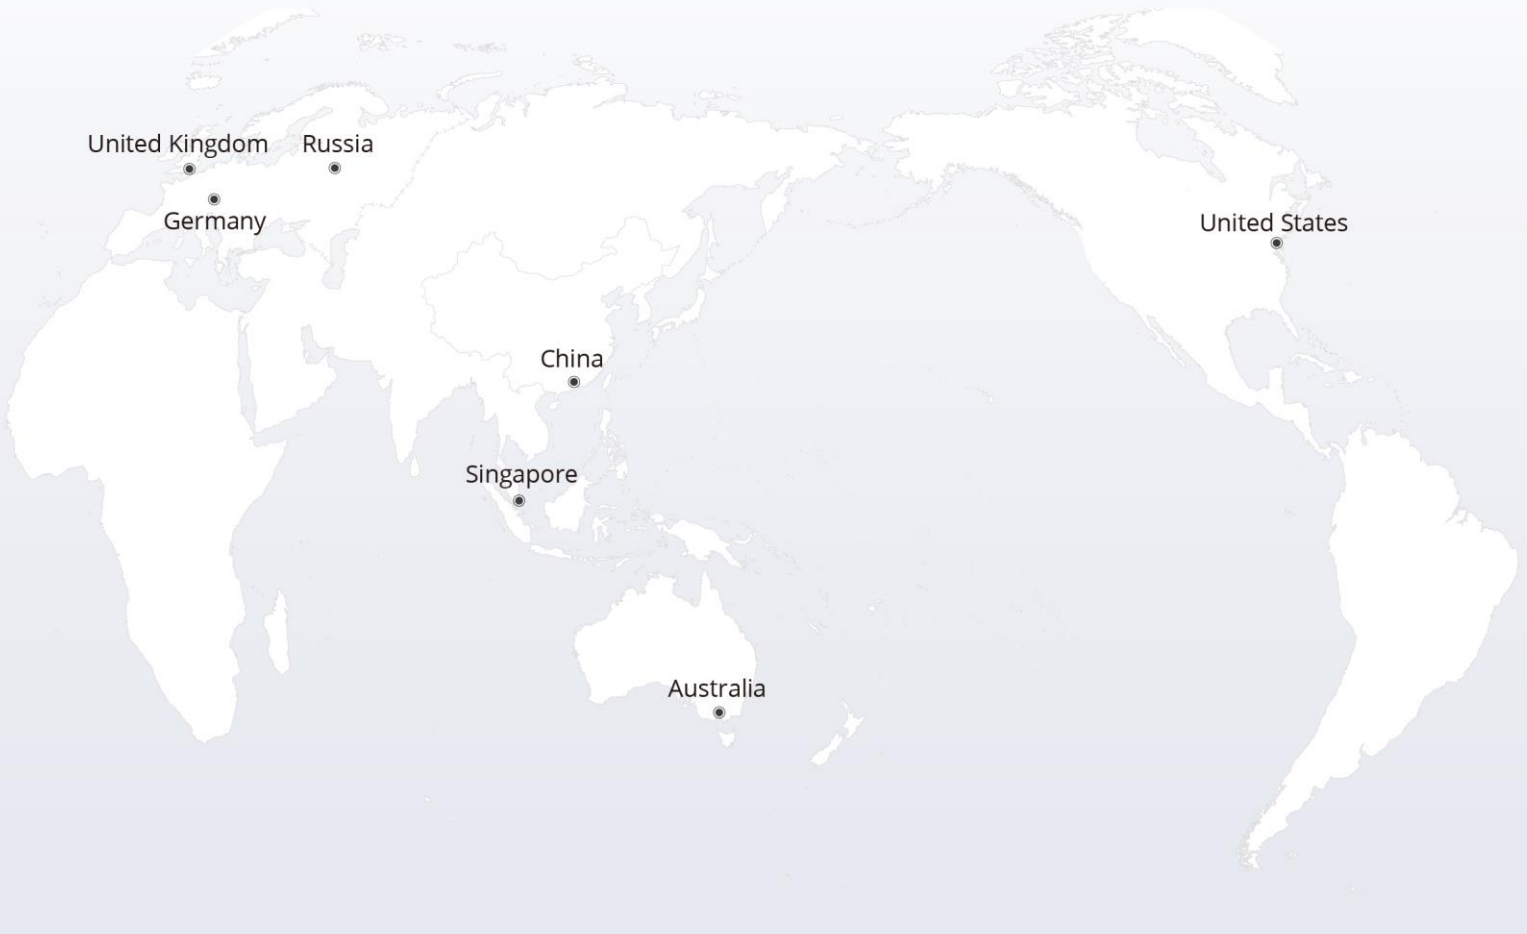 United Kingdom
Russia
Germany
United States
China
Singapore
Australia